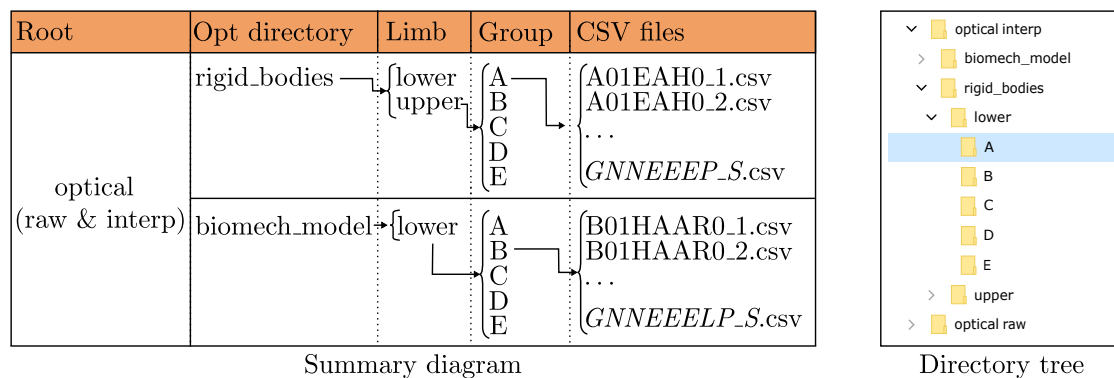 Root Opt directory Limb Group CSV files
rigid_bodies lower A A01EAH0_1.csv
upper B A01EAH0_2.csv
C ...
D GNNEEEP_S.csv
E
optical
(raw & interp)
biomech_model lower A B01HAAR0_1.csv
B B01HAAR0_2.csv
C ...
D GNNEEELP_S.csv
E
Summary diagram
optical interp
biomech_model
rigid_bodies
lower
A
B
C
D
E
upper
optical raw
Directory tree